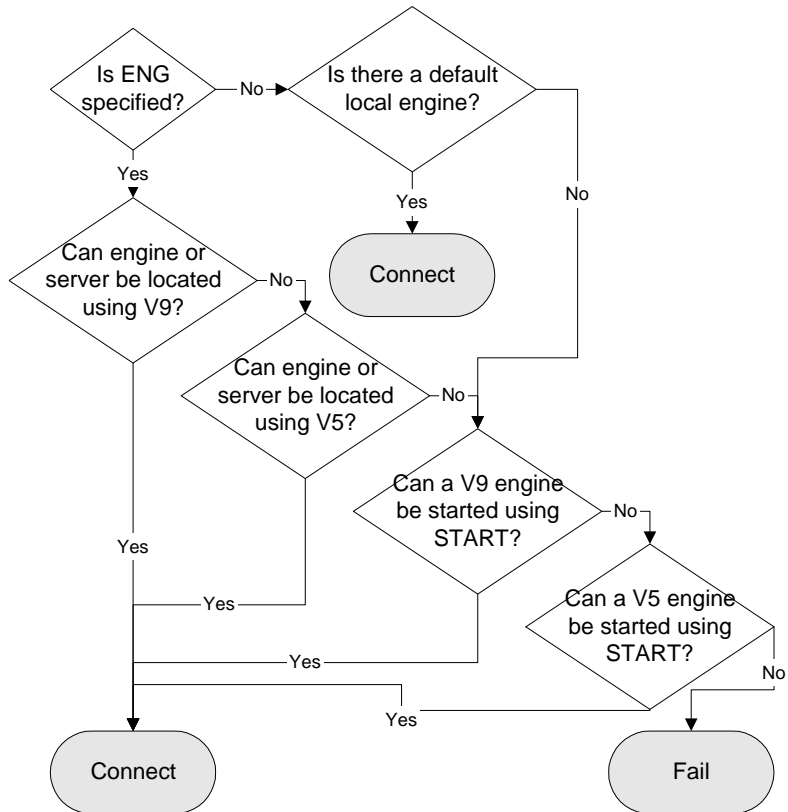 Is ENG
specified?
No
Is there a default
local engine?
Yes
Yes
No
Can engine or
server be located
using V9?
No
Connect
Can engine or
server be located
using V5?
No
Can a V9 engine
be started using
START?
No
Yes
Yes
Can a V5 engine
be started using
START?
Yes
No
Yes
Connect
Fail